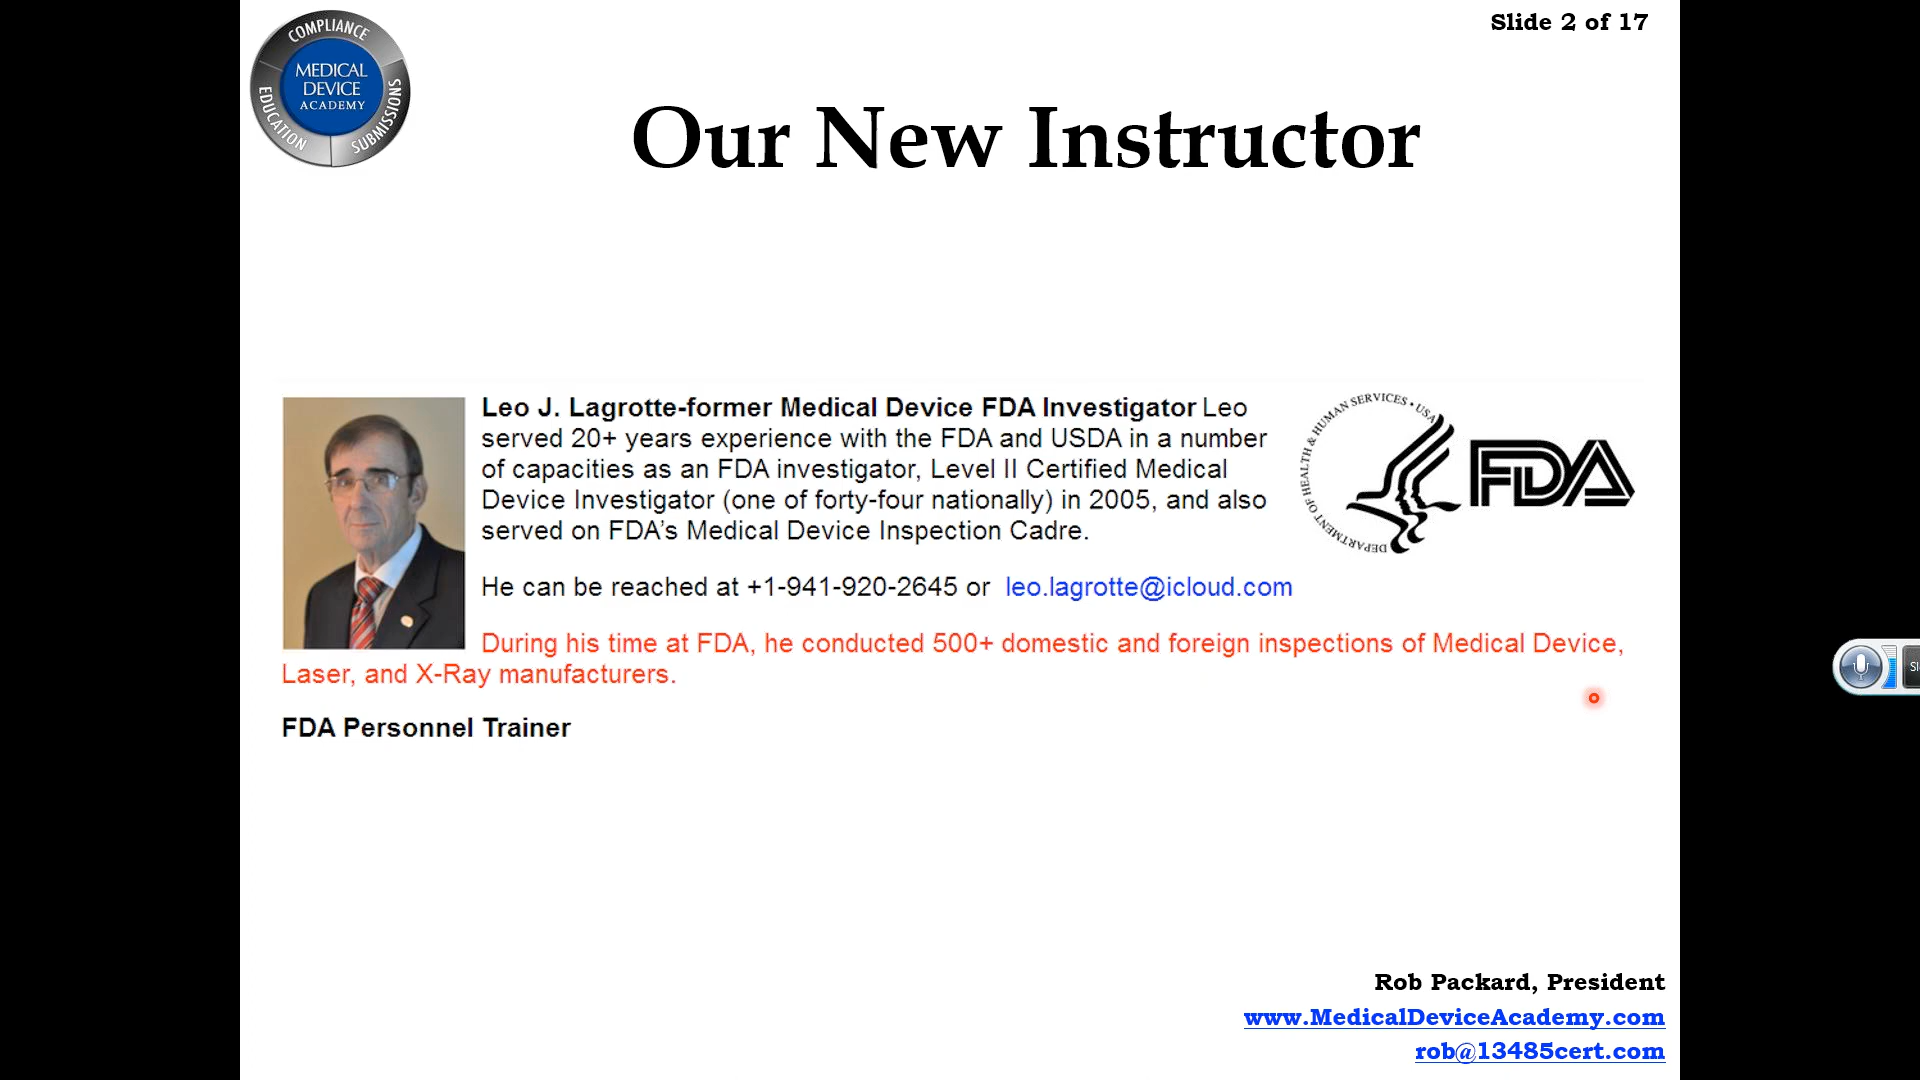 Slide 2 of 17
COMPLIANCE
EDUCATION
SUBMISSIONS
MEDICAL
DEVICE
ACADEMY
Our New Instructor
Leo J. Lagrotte-former Medical Device FDA Investigator Leo
served 20+ years experience with the FDA and USDA in a number
of capacities as an FDA investigator, Level II Certified Medical
Device Investigator (one of forty-four nationally) in 2005, and also
served on FDA's Medical Device Inspection Cadre.
DEPARTMENT OF HEALTH & HUMAN SERVICES • USA
FDA
He can be reached at +1-941-920-2645 or leo.lagrotte@icloud.com
During his time at FDA, he conducted 500+ domestic and foreign inspections of Medical Device,
Laser, and X-Ray manufacturers.
FDA Personnel Trainer
Rob Packard, President
www.MedicalDeviceAcademy.com
rob@13485cert.com